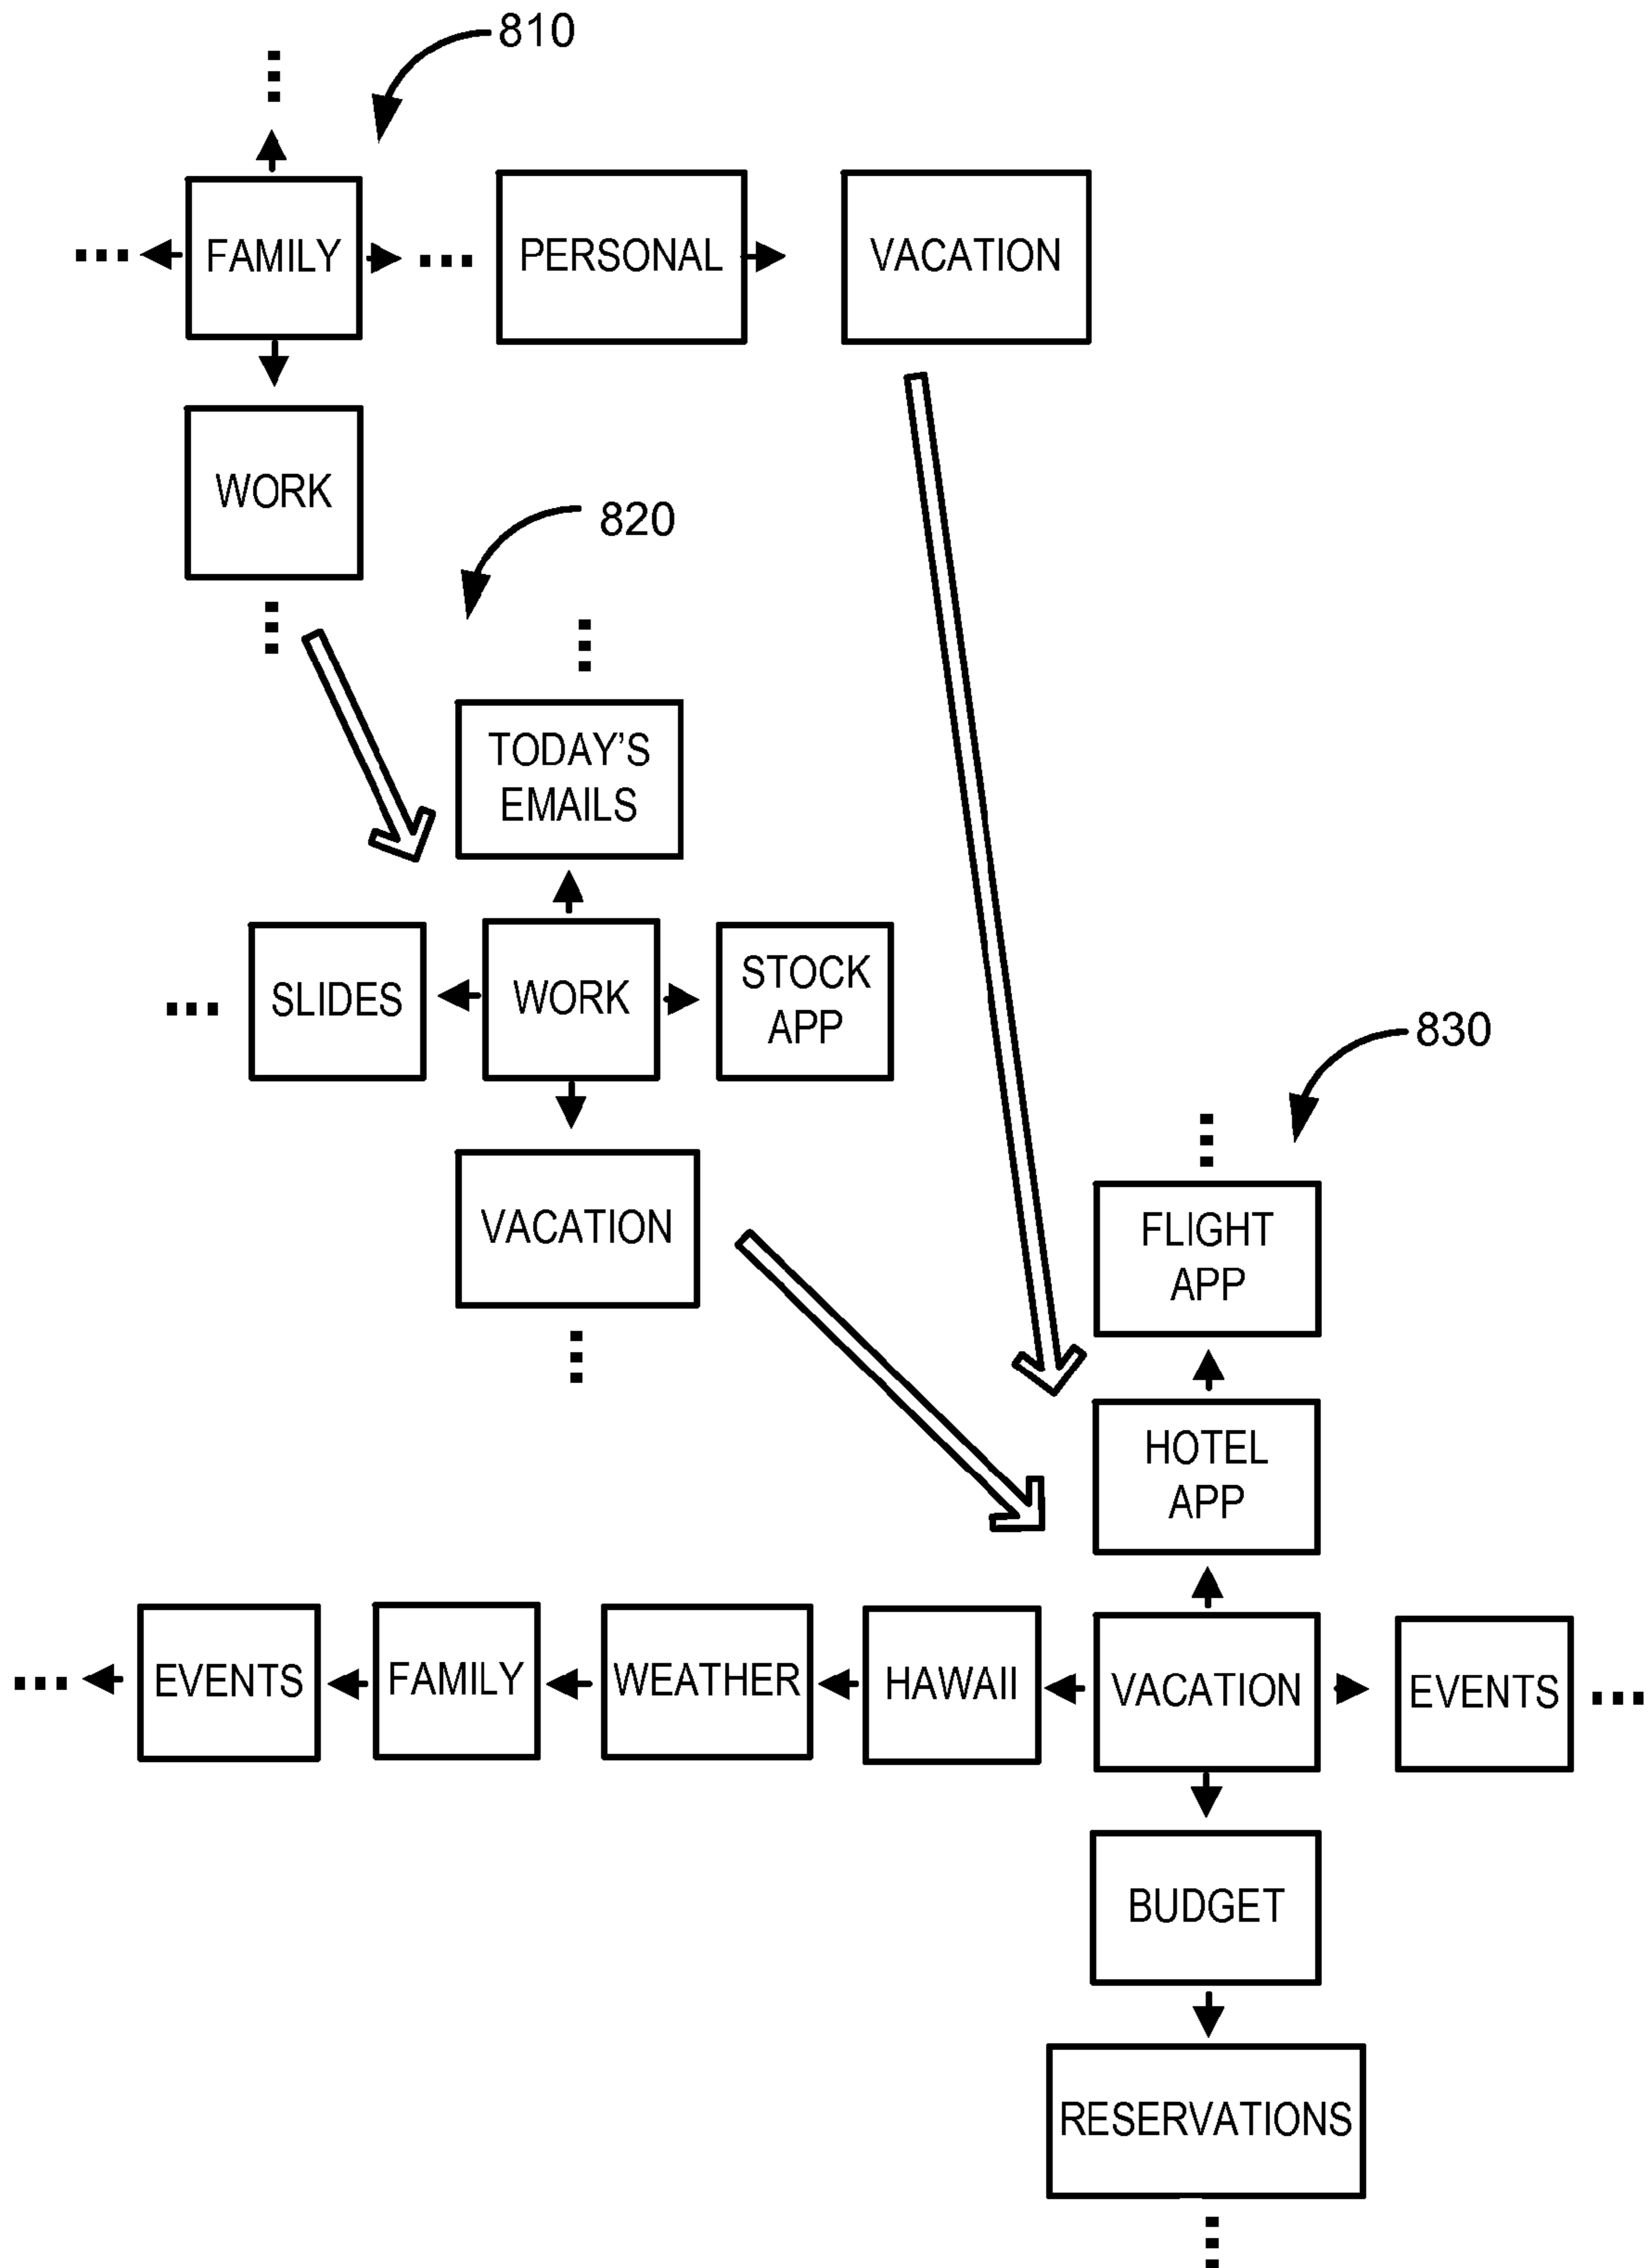 810
FAMILY
PERSONAL
VACATION
WORK
820
TODAY'S
EMAILS
SLIDES
WORK
STOCK
APP
830
VACATION
FLIGHT
APP
HOTEL
APP
EVENTS
FAMILY
WEATHER
HAWAII
VACATION
EVENTS
BUDGET
RESERVATIONS